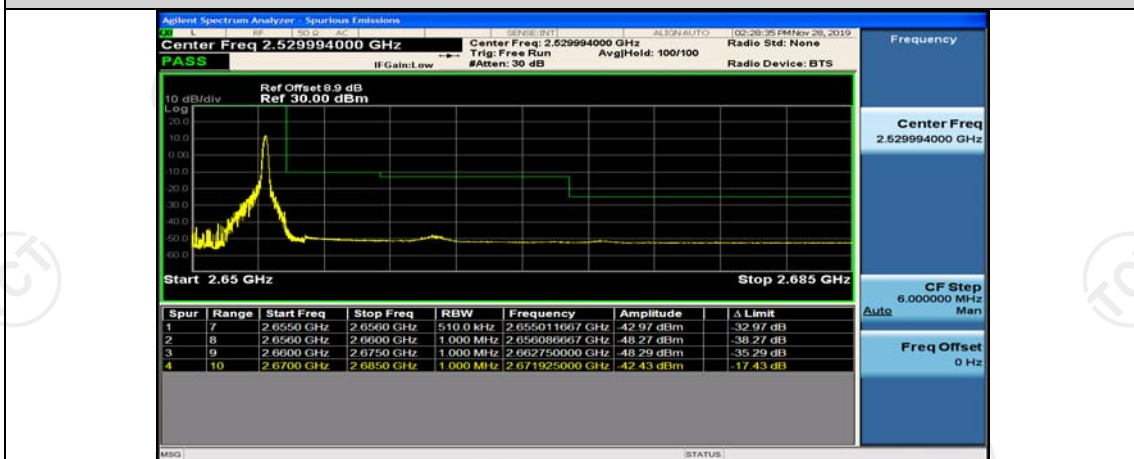 Agilent Spectrum Analyzer - Spurious Emissions
L RF 50 Ω AC SENSE:INT ALIGN AUTO 02:28:35 PM Nov 28, 2019
Center Freq 2.529994000 GHz
Center Freq: 2.529994000 GHz
Radio Std: None
Trig: Free Run Avg|Hold: 100/100
PASS
IFGain:Low
#Atten: 30 dB
Radio Device: BTS
Ref Offset 8.9 dB
10 dB/div Ref 30.00 dBm
Log
20.0
10.0
0.00
-10.0
-20.0
-30.0
-40.0
-50.0
-60.0
Start 2.65 GHz Stop 2.685 GHz
Spur Range Start Freq Stop Freq RBW Frequency Amplitude Δ Limit
1 7 2.6550 GHz 2.6560 GHz 510.0 kHz 2.655011667 GHz -42.97 dBm -32.97 dB
2 8 2.6560 GHz 2.6600 GHz 1.000 MHz 2.656086667 GHz -48.27 dBm -38.27 dB
3 9 2.6600 GHz 2.6750 GHz 1.000 MHz 2.662750000 GHz -48.29 dBm -35.29 dB
4 10 2.6700 GHz 2.6850 GHz 1.000 MHz 2.671925000 GHz -42.43 dBm -17.43 dB
MSG STATUS
Frequency
Center Freq
2.529994000 GHz
CF Step
6.000000 MHz
Auto Man
Freq Offset
0 Hz